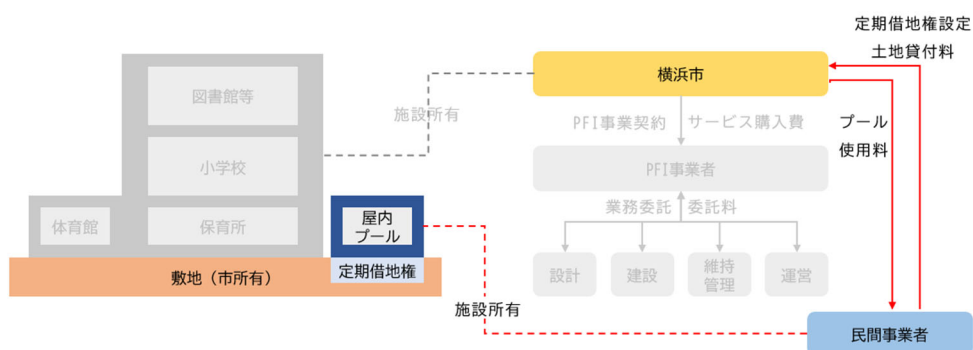 図書館等
小学校
体育館
保育所
屋内
プール
敷地（市所有）
定期借地権
施設所有
施設所有
横浜市
PFI事業契約
サービス購入費
PFI事業者
業務委託
委託料
設計
建設
維持
管理
運営
定期借地権設定
土地貸付料
プール
使用料
民間事業者